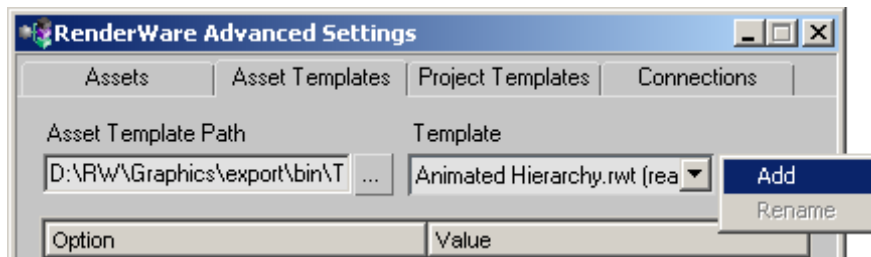 RenderWare Advanced Settings
Assets Asset Templates Project Templates Connections
Asset Template Path Template
D:\RW\Graphics\export\bin\T ... Animated Hierarchy.rwt (rea Add
Rename
Option Value